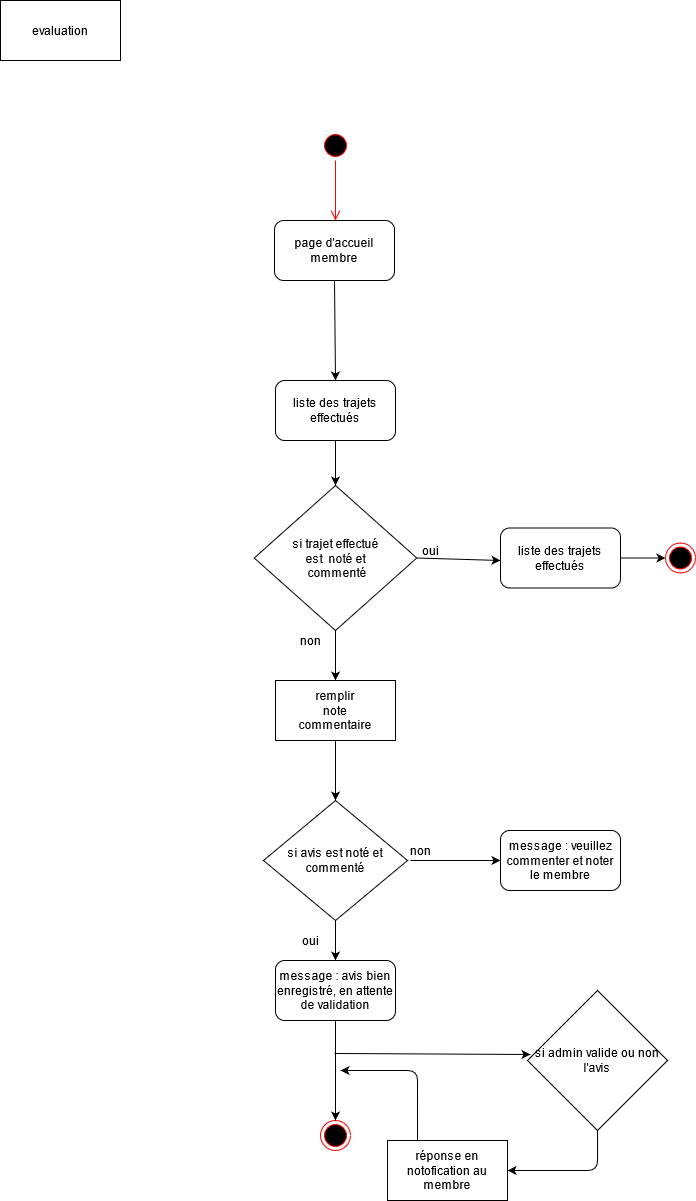 evaluation
page d'accueil
membre
liste des trajets
effectués
si trajet effectué
est noté et
commenté
oui
liste des trajets
effectués
non
remplir
note
commentaire
si avis est noté et
commenté
non
message : veuillez
commenter et noter
le membre
oui
message : avis bien
enregistré, en attente
de validation
si admin valide ou non
l'avis
réponse en
notofication au
membre